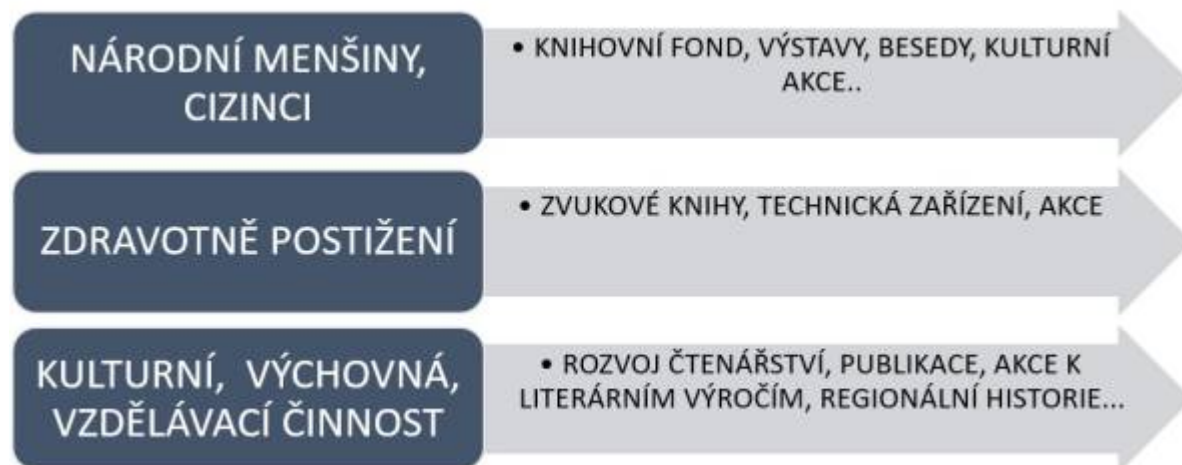 NÁRODNÍ MENŠINY,
CIZINCI
• KNIHOVNÍ FOND, VÝSTAVY, BESEDY, KULTURNÍ
AKCE..
ZDRAVOTNĚ POSTIŽENÍ
• ZVUKOVÉ KNIHY, TECHNICKÁ ZAŘÍZENÍ, AKCE
KULTURNÍ, VÝCHOVNÁ,
VZDĚLÁVACÍ ČINNOST
• ROZVOJ ČTENÁŘSTVÍ, PUBLIKACE, AKCE K
LITERÁRNÍM VÝROČÍM, REGIONÁLNÍ HISTORIE...